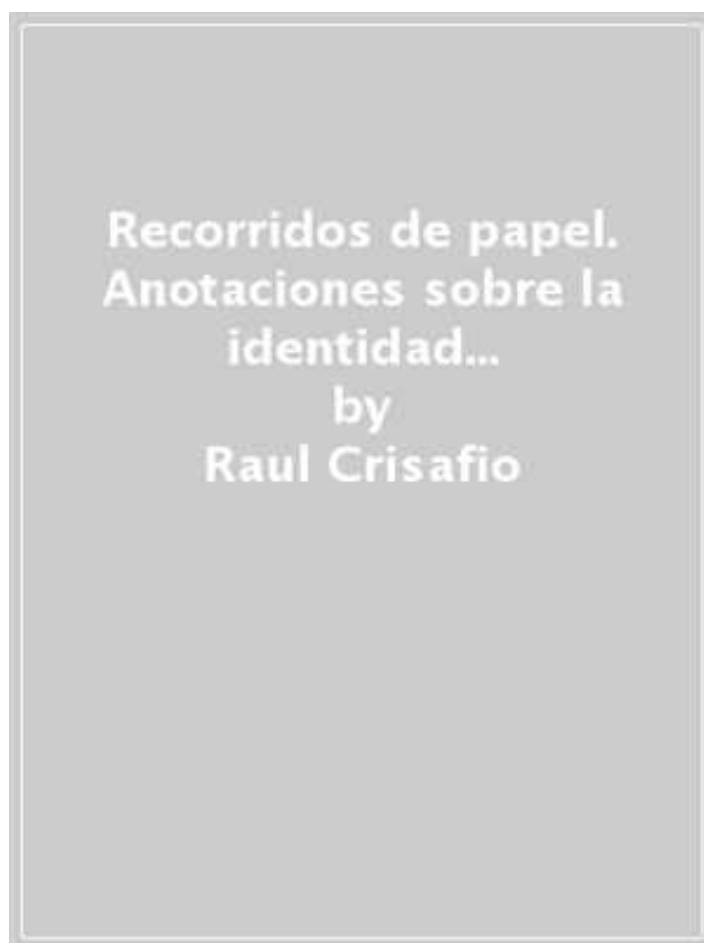 Recorridos de papel.
Anotaciones sobre la
identidad...
by
Raul Crisafio